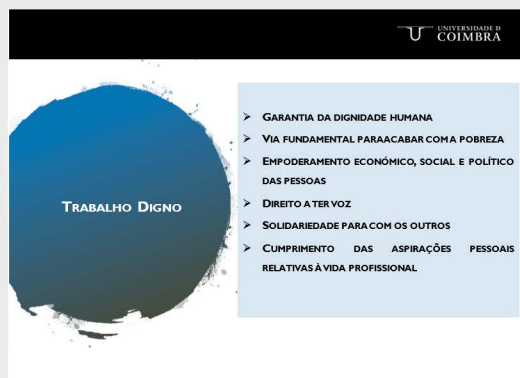 UNIVERSIDADE D
COIMBRA
TRABALHO DIGNO
GARANTIA DA DIGNIDADE HUMANA
VIA FUNDAMENTAL PARAACABAR COM A POBREZA
EMPODERAMENTO ECONÓMICO, SOCIAL E POLÍTICO
DAS PESSOAS
DIREITO A TER VOZ
SOLIDARIEDADE PARA COM OS OUTROS
CUMPRIMENTO DAS ASPIRAÇÕES PESSOAIS
RELATIVAS À VIDA PROFISSIONAL